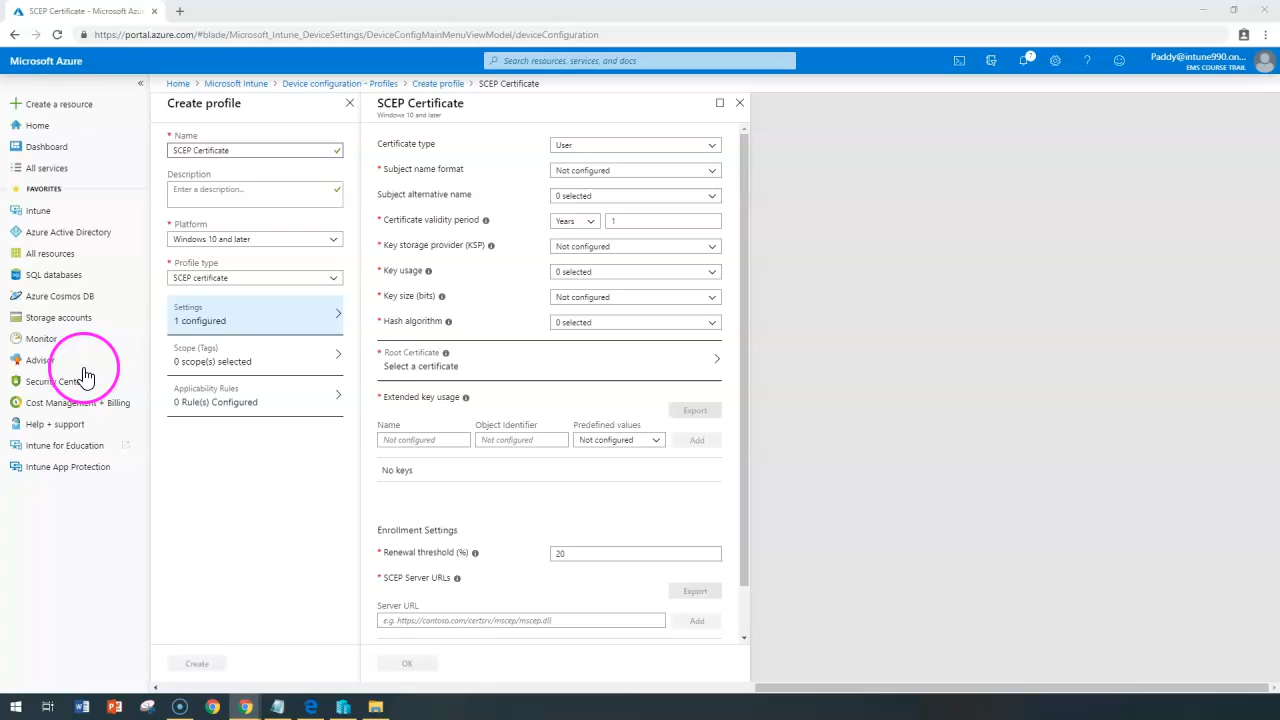 SCEP Certificate - Microsoft Azu
https://portal.azure.com/#blade/Microsoft_Intune_DeviceSettings/DeviceConfigMainMenuViewModel/deviceConfiguration
Microsoft Azure
Search resources, services, and docs
7
Paddy@intune990.on...
EMS COURSE TRAIL
Home > Microsoft Intune > Device configuration - Profiles > Create profile > SCEP Certificate
Create a resource
Home
Dashboard
All services
FAVORITES
Intune
Azure Active Directory
All resources
SQL databases
Azure Cosmos DB
Storage accounts
Monitor
Advisor
Cost Management + Billing
Help + support
Intune for Education
Intune App Protection
Create profile
* Name
SCEP Certificate
Description
Enter a description...
* Platform
Windows 10 and later
* Profile type
SCEP certificate
Settings
1 configured
Scope (Tags)
0 scope(s) selected
Applicability Rules
0 Rule(s) Configured
Create
SCEP Certificate
Windows 10 and later
Certificate type
User
* Subject name format
Not configured
Subject alternative name
0 selected
* Certificate validity period
Years
1
* Key storage provider (KSP)
Not configured
* Key usage
0 selected
* Key size (bits)
Not configured
* Hash algorithm
0 selected
* Root Certificate
Select a certificate
* Extended key usage
Export
Name Object Identifier Predefined values
Not configured Not configured Not configured Add
No keys
Enrollment Settings
* Renewal threshold (%)
20
* SCEP Server URLs
Export
Server URL
e.g. https://contoso.com/certsrv/mscep/mscep.dll
Add
OK